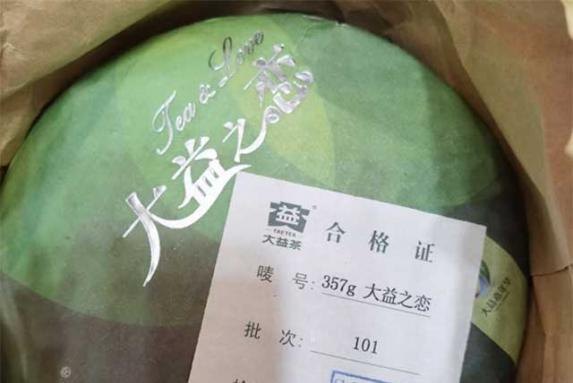 Tea & Love
大益之恋
益
TAETEA
大益茶
合格证
唛 号: 357g 大益之恋
批 次: 101